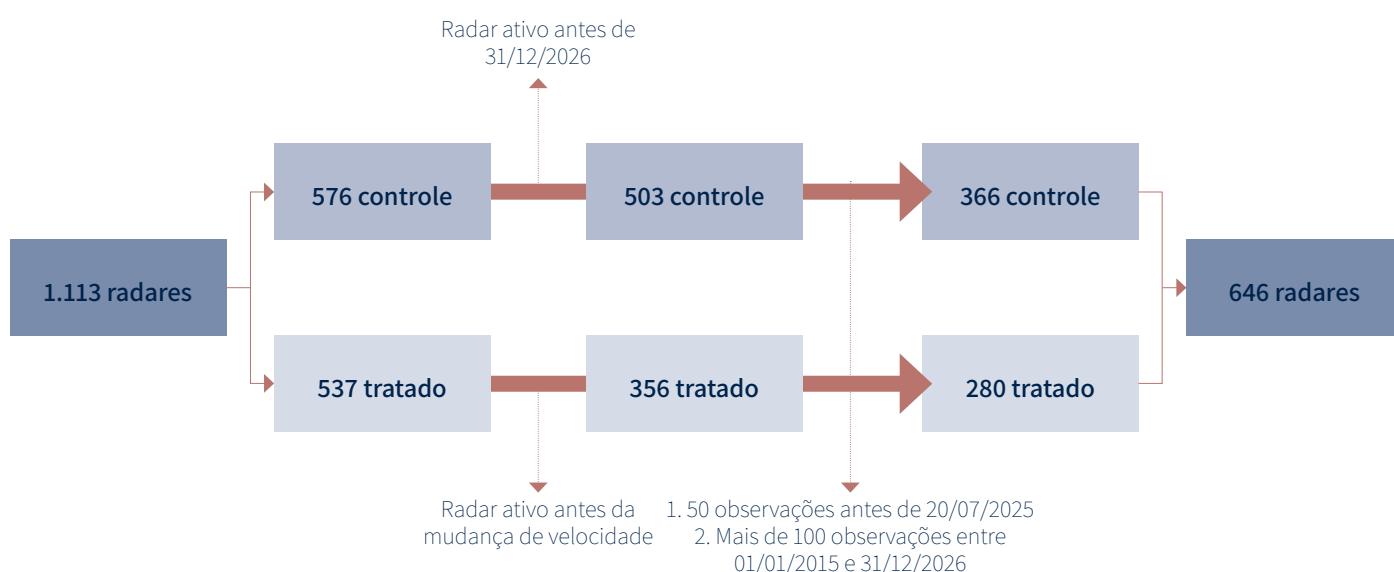 Radar ativo antes de
31/12/2026
576 controle
503 controle
366 controle
1.113 radares
646 radares
537 tratado
356 tratado
280 tratado
Radar ativo antes da
mudança de velocidade
1. 50 observações antes de 20/07/2025
2. Mais de 100 observações entre
01/01/2015 e 31/12/2026